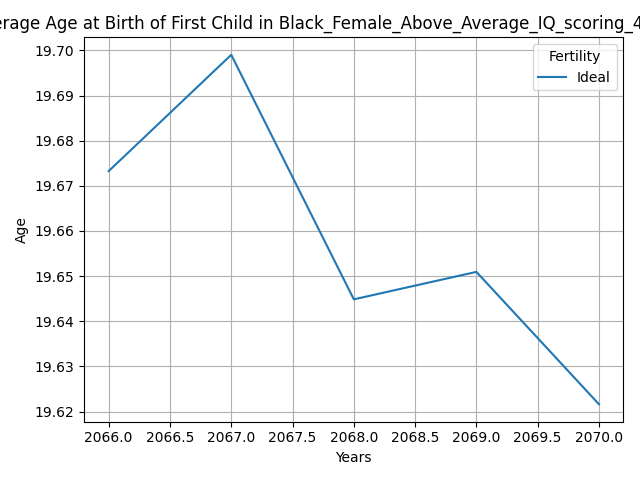 erage Age at Birth of First Child in Black_Female_Above_Average_IQ_scoring_4
Fertility
Ideal
19.70
19.69
19.68
19.67
19.66
19.65
19.64
19.63
19.62
Age
2066.0 2066.5 2067.0 2067.5 2068.0 2068.5 2069.0 2069.5 2070.0
Years